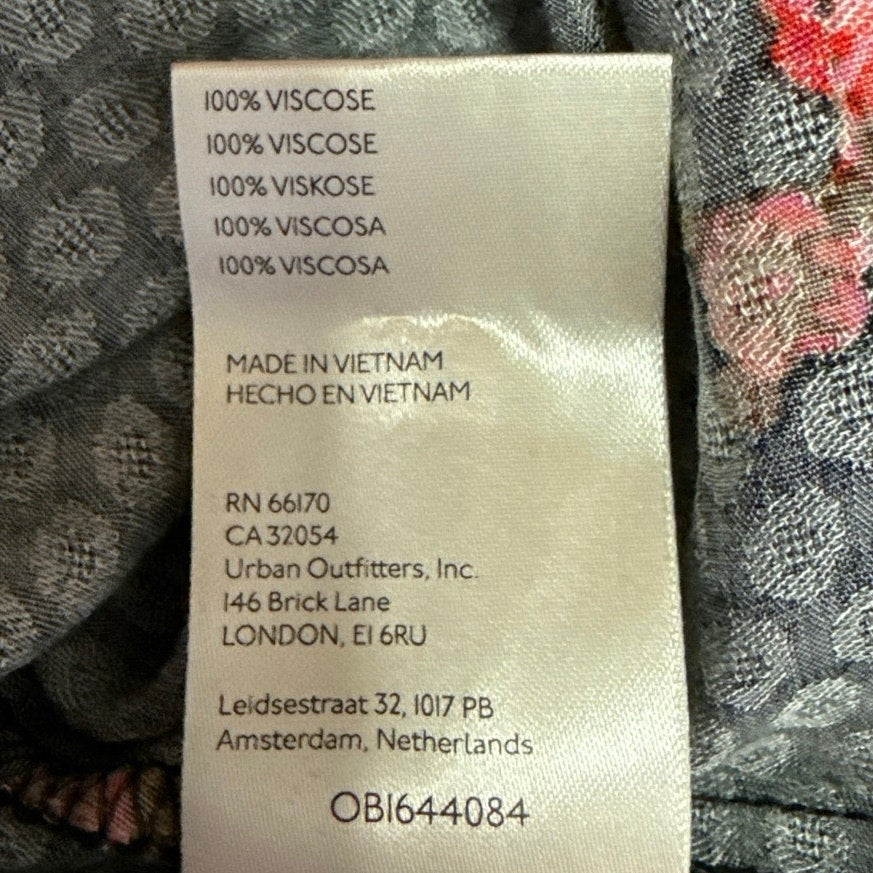 100% VISCOSE
100% VISCOSE
100% VISKOSE
100% VISCOSA
100% VISCOSA
MADE IN VIETNAM
HECHO EN VIETNAM
RN 66170
CA 32054
Urban Outfitters, Inc.
146 Brick Lane
LONDON, E1 6RU
Leidsestraat 32, 1017 PB
Amsterdam, Netherlands
OB1644084